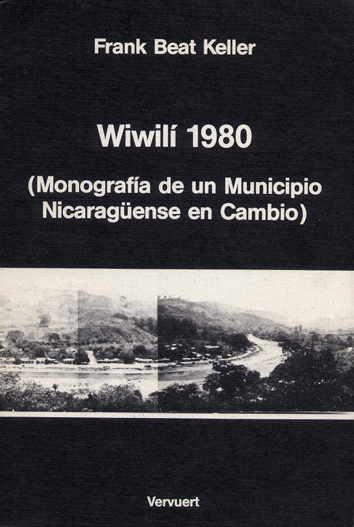 Frank Beat Keller
Wiwilí 1980
(Monografía de un Municipio
Nicaragüense en Cambio)
Vervuert